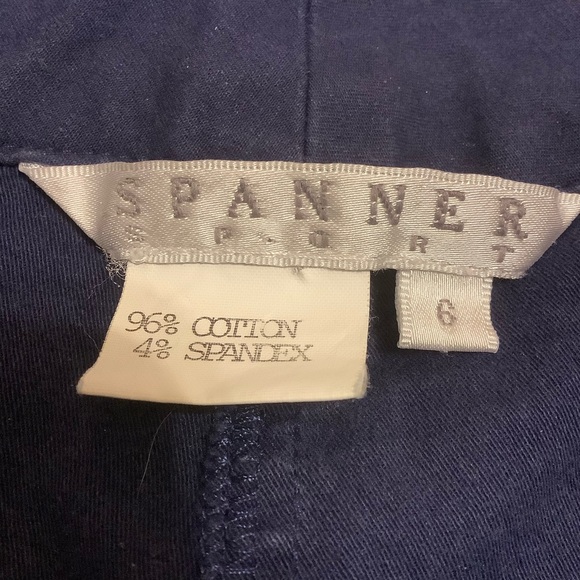 SPANNER
SPORT
6
96% COTTON
4% SPANDEX